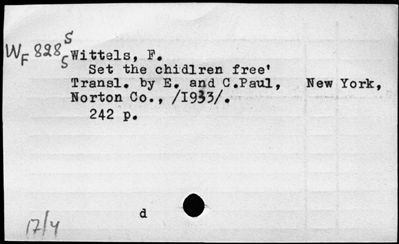 WF 828 S
S
Wittels, F.
Set the chidlren free'
Transl. by E. and C.Paul, New York,
Norton Co., /1933/.
242 p.
d
17/4